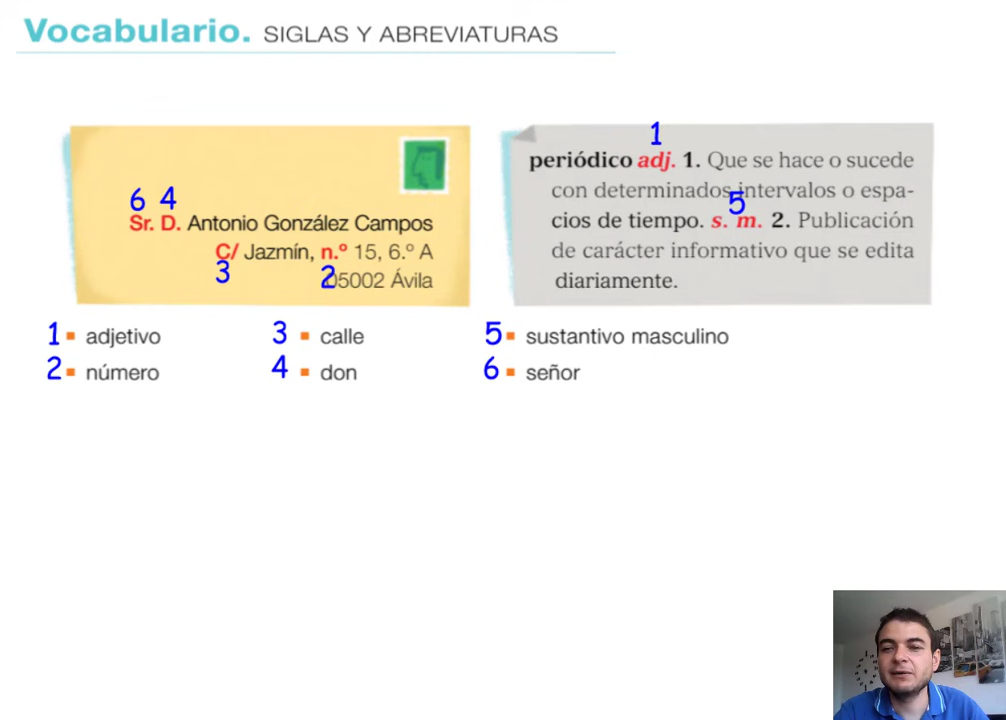 Vocabulario. SIGLAS Y ABREVIATURAS
6 4
Sr. D. Antonio González Campos
C/ Jazmín, n.º 15, 6.º A
3 2
05002 Ávila
1
periódico adj. 1. Que se hace o sucede
con determinados intervalos o espa-
5
cios de tiempo. s. m. 2. Publicación
de carácter informativo que se edita
diariamente.
1 ▪ adjetivo 3 ▪ calle 5 ▪ sustantivo masculino
2 ▪ número 4 ▪ don 6 ▪ señor